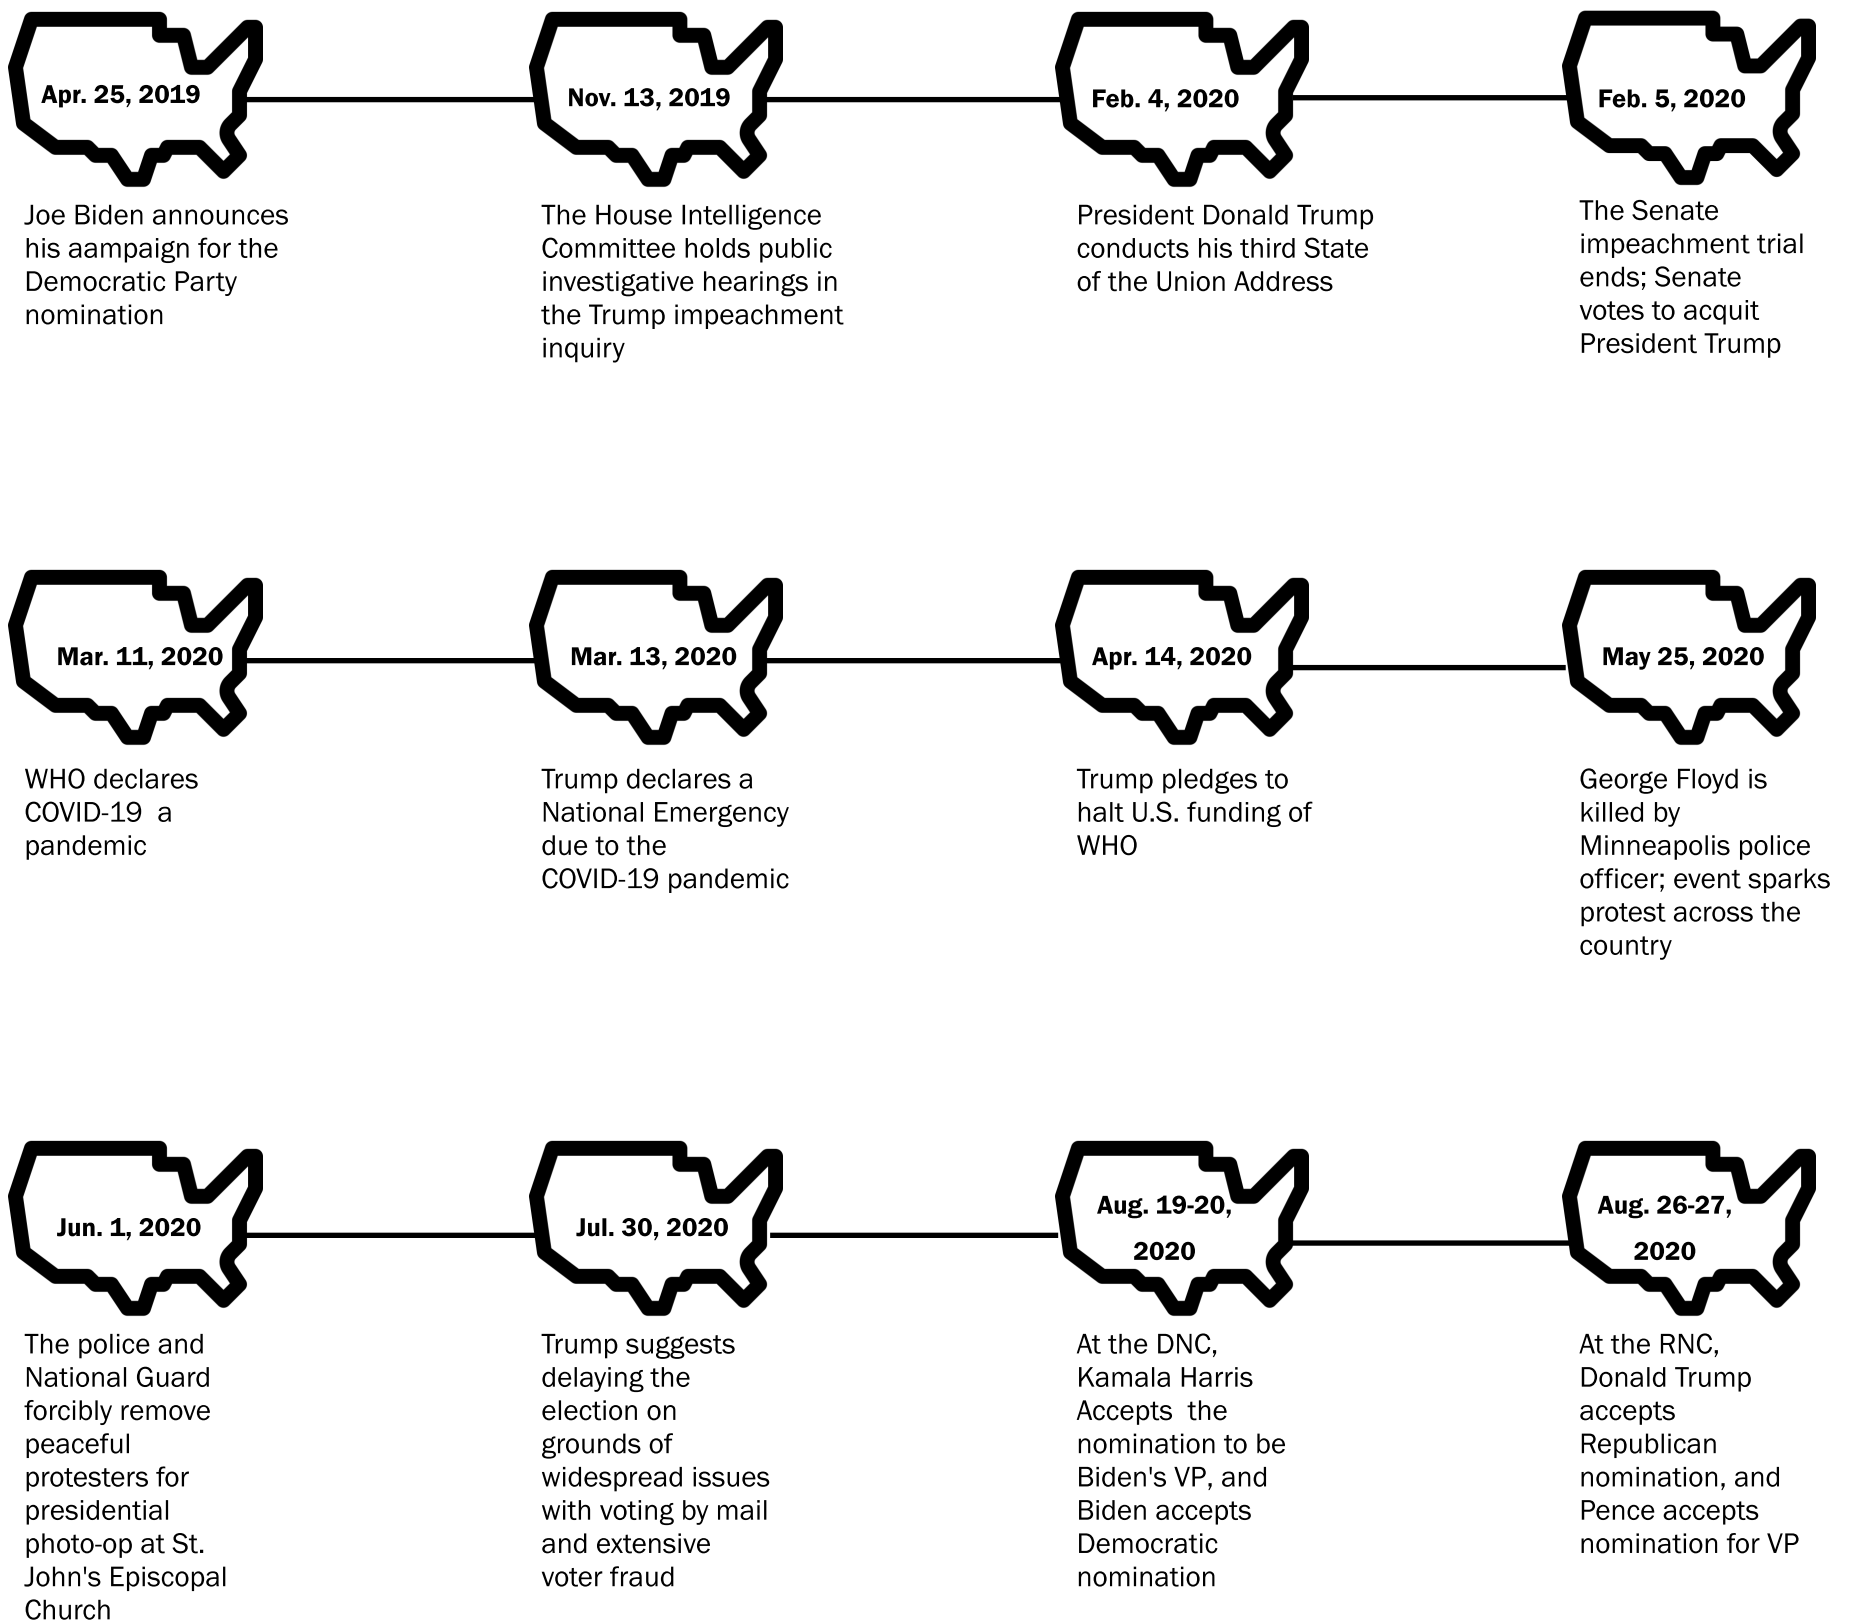 Apr. 25, 2019
Joe Biden announces
his aampaign for the
Democratic Party
nomination
Nov. 13, 2019
The House Intelligence
Committee holds public
investigative hearings in
the Trump impeachment
inquiry
Feb. 4, 2020
President Donald Trump
conducts his third State
of the Union Address
Feb. 5, 2020
The Senate
impeachment trial
ends; Senate
votes to acquit
President Trump
Mar. 11, 2020
WHO declares
COVID-19  a
pandemic
Mar. 13, 2020
Trump declares a
National Emergency
due to the
COVID-19 pandemic
Apr. 14, 2020
Trump pledges to
halt U.S. funding of
WHO
May 25, 2020
George Floyd is
killed by
Minneapolis police
officer; event sparks
protest across the
country
Jun. 1, 2020
The police and
National Guard
forcibly remove
peaceful
protesters for
presidential
photo-op at St.
John's Episcopal
Church
Jul. 30, 2020
Trump suggests
delaying the
election on
grounds of
widespread issues
with voting by mail
and extensive
voter fraud
Aug. 19-20,
2020
At the DNC,
Kamala Harris
Accepts  the
nomination to be
Biden's VP, and
Biden accepts
Democratic
nomination
Aug. 26-27,
2020
At the RNC,
Donald Trump
accepts
Republican
nomination, and
Pence accepts
nomination for VP